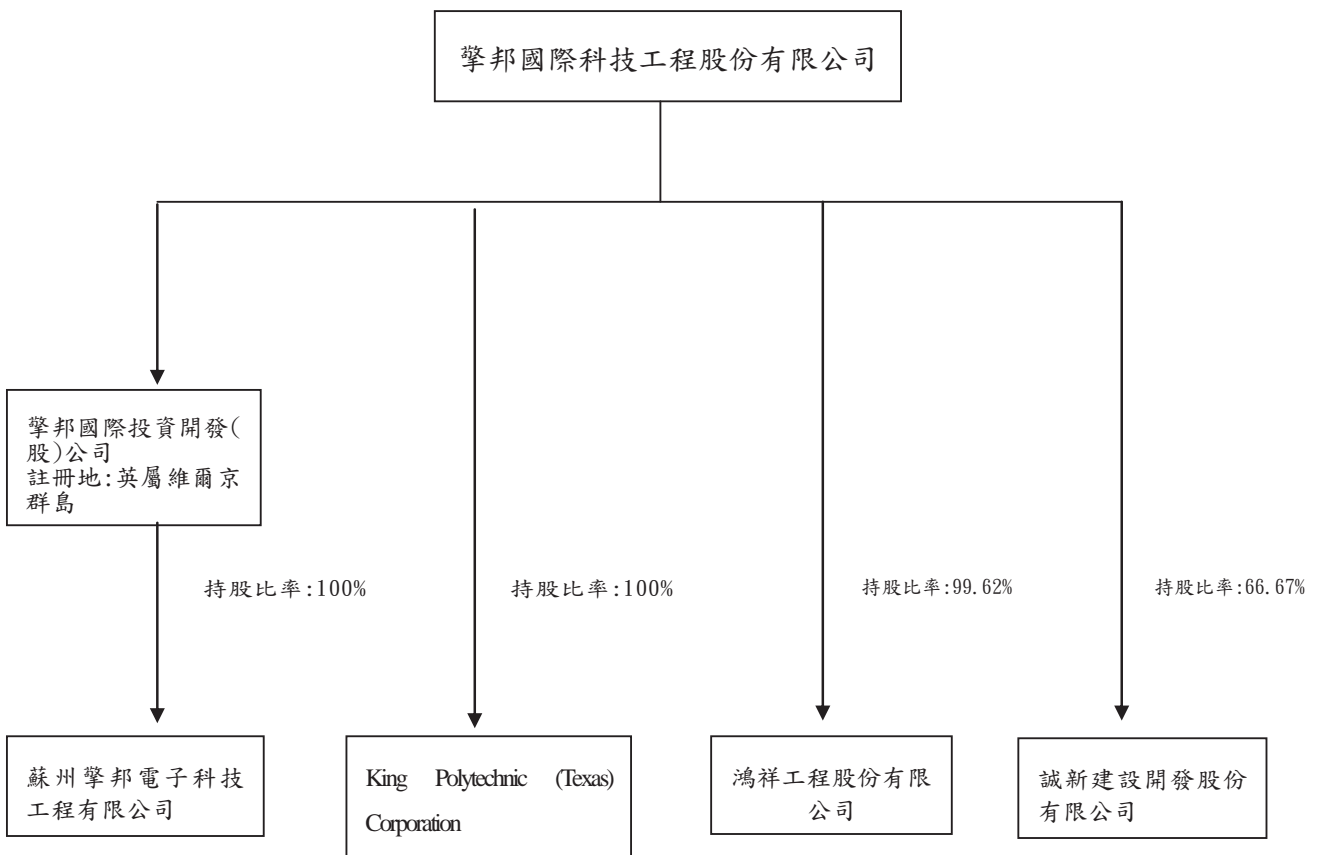 擎邦國際科技工程股份有限公司
擎邦國際投資開發(
股)公司
註冊地:英屬維爾京
群島
持股比率:100%
持股比率:100%
持股比率:99.62%
持股比率:66.67%
蘇州擎邦電子科技
工程有限公司
King Polytechnic (Texas)
Corporation
鴻祥工程股份有限
公司
誠新建設開發股份
有限公司